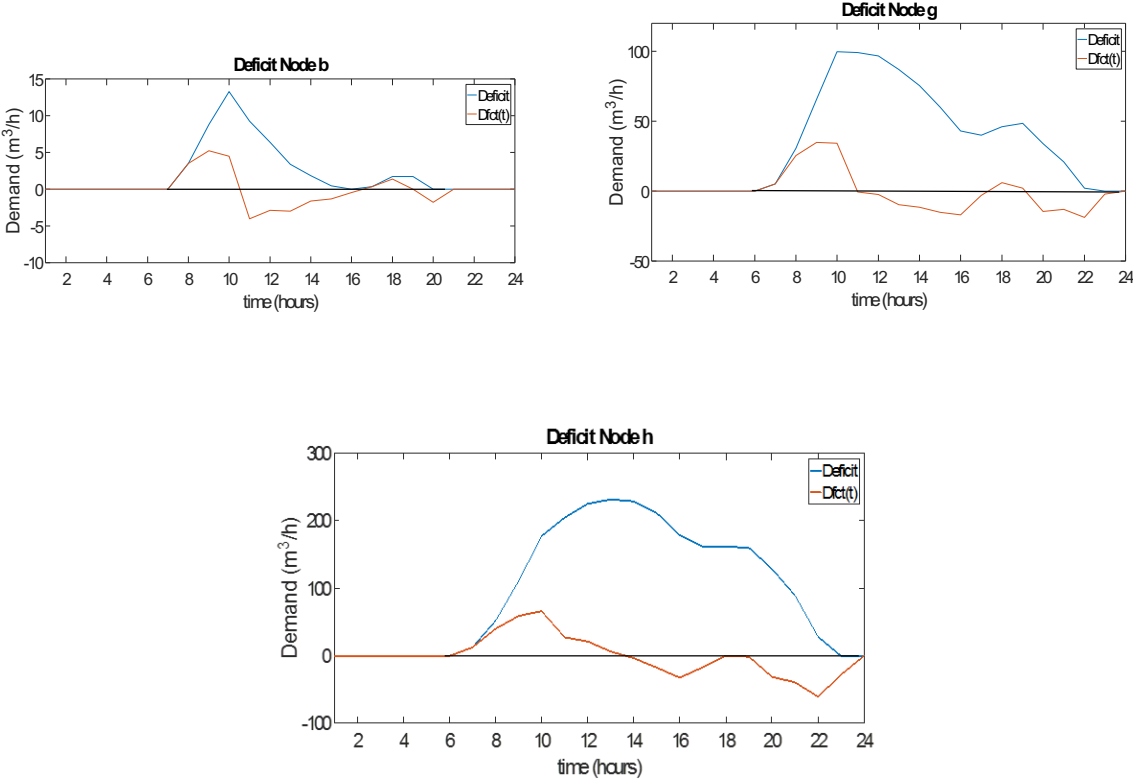 Deficit Node b
15
10
5
0
-5
-10
Demand (m³/h)
2 4 6 8 10 12 14 16 18 20 22 24
time (hours)
Deficit
Dfct(t)
Deficit Node g
100
50
0
-50
Demand (m³/h)
2 4 6 8 10 12 14 16 18 20 22 24
time (hours)
Deficit
Dfct(t)
Deficit Node h
300
200
100
0
-100
Demand (m³/h)
2 4 6 8 10 12 14 16 18 20 22 24
time (hours)
Deficit
Dfct(t)